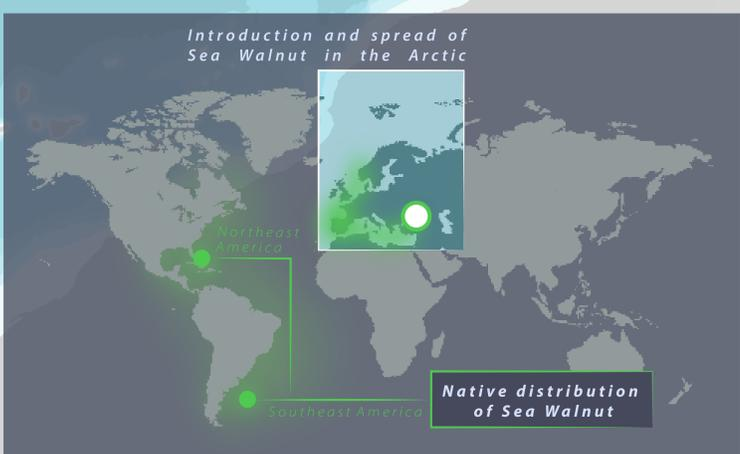 Introduction and spread of
Sea Walnut in the Arctic
Northeast
America
Southeast America
Native distribution
of Sea Walnut